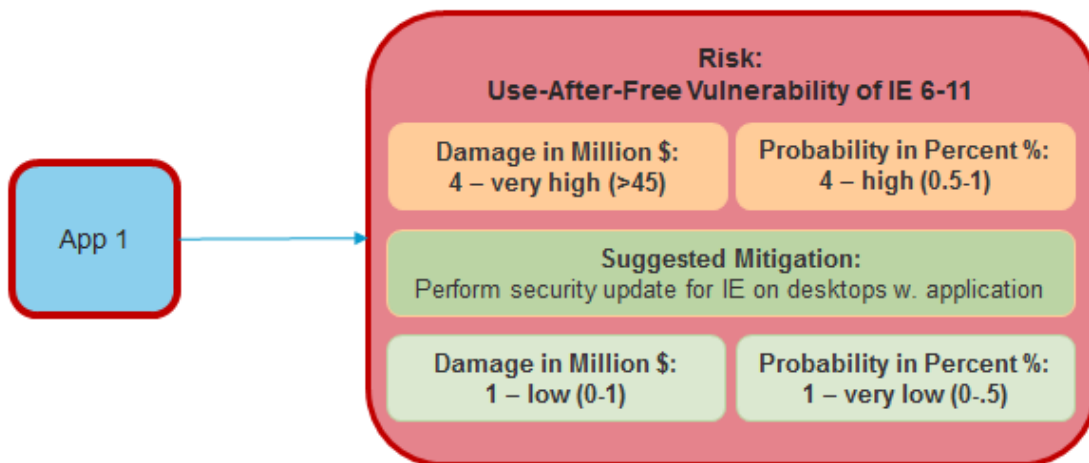 Risk:
Use-After-Free Vulnerability of IE 6-11
Damage in Million $:
4 – very high (>45)
Probability in Percent %:
4 – high (0.5-1)
App 1
Suggested Mitigation:
Perform security update for IE on desktops w. application
Damage in Million $:
1 – low (0-1)
Probability in Percent %:
1 – very low (0-.5)